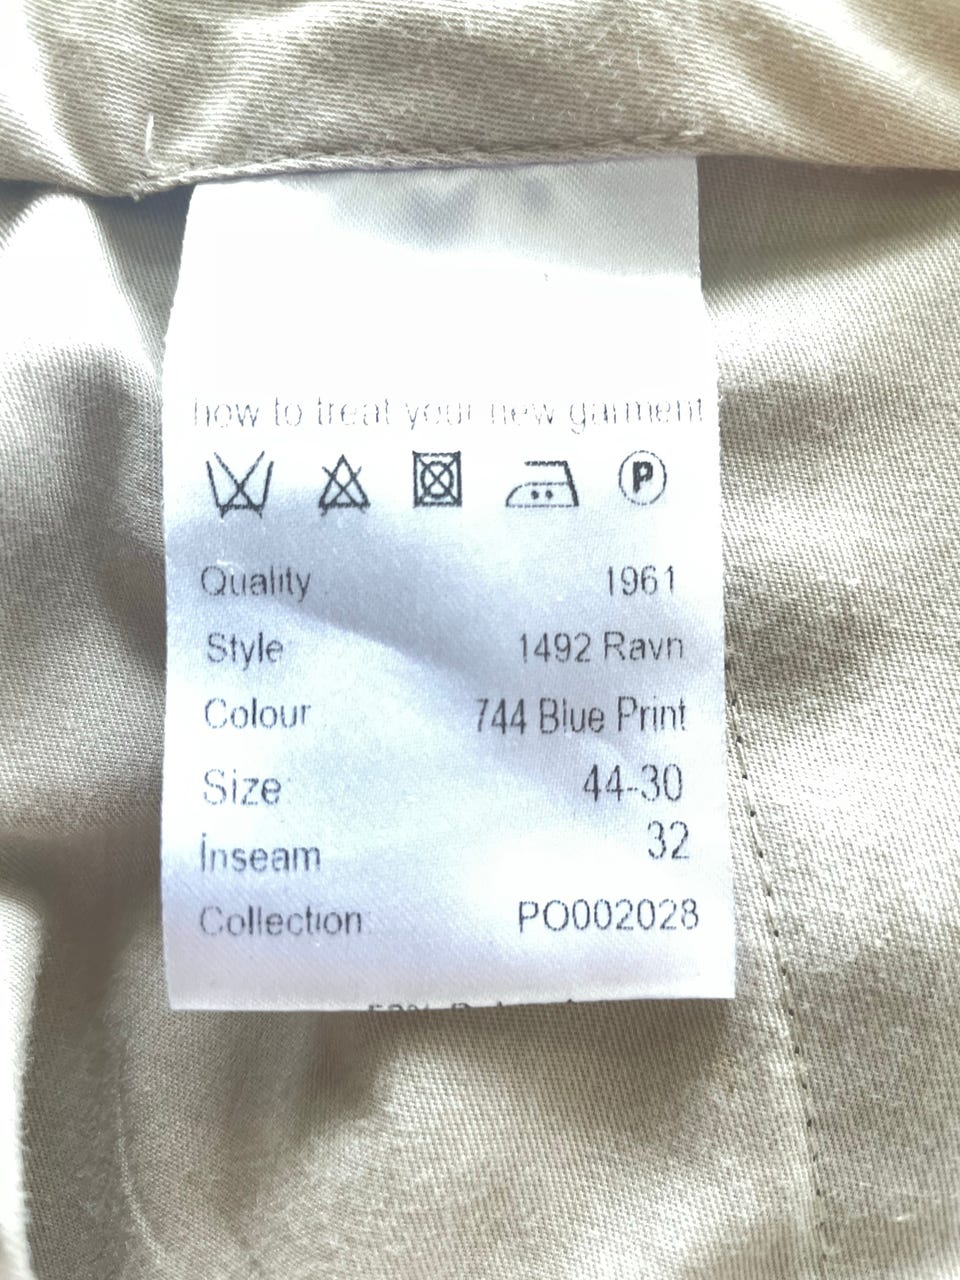 how to treat your new garment
P
Quality 1961
Style 1492 Ravn
Colour 744 Blue Print
Size 44-30
Inseam 32
Collection PO002028